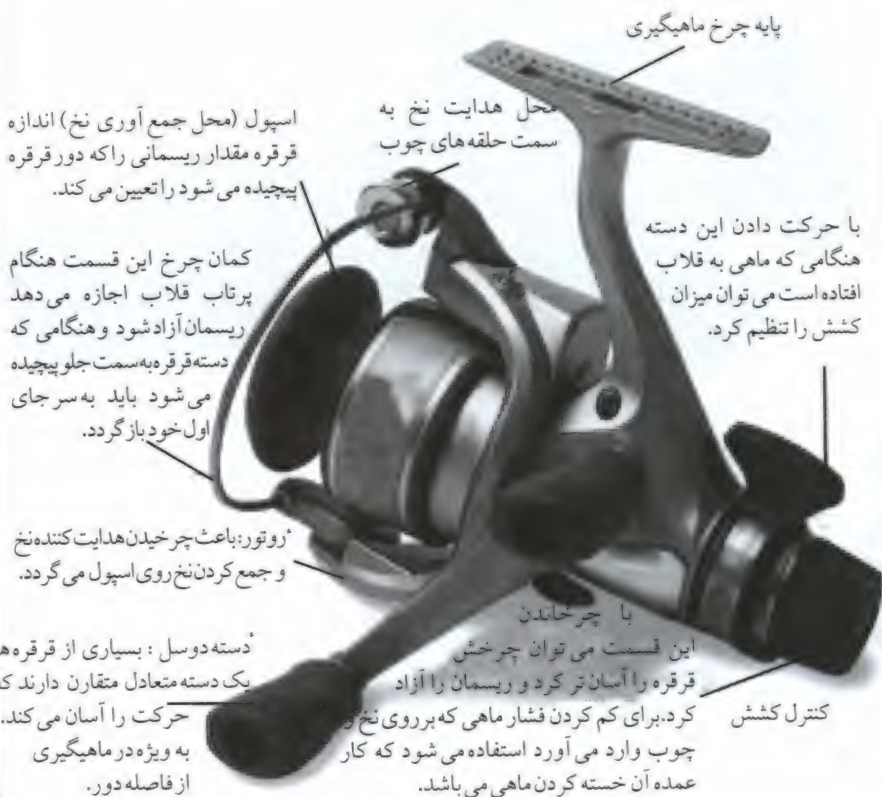 پایه چرخ ماهیگیری
محل هدایت نخ به
سمت حلقه‌های چوب
اسپول (محل جمع آوری نخ) اندازه
قرقره مقدار ریسمانی را که دور قرقره
پیچیده می شود را تعیین می کند.
با حرکت دادن این دسته
هنگامی که ماهی به قلاب
افتاده است می توان میزان
کشش را تنظیم کرد.
کمان چرخ این قسمت هنگام
پرتاب قلاب اجازه می دهد
ریسمان آزاد شود و هنگامی که
دسته قرقره به سمت جلو پیچیده
می شود باید به سر جای
اول خود باز گردد.
روتور: باعث چرخیدن هدایت کننده نخ
و جمع کردن نخ روی اسپول می گردد.
دسته دوسل : بسیاری از قرقره‌ه
یک دسته متعادل متقارن دارند ک
حرکت را آسان می کند.
به ویژه در ماهیگیری
از فاصله دور.
با چرخاندن
این قسمت می توان چرخش
قرقره را آسان تر کرد و ریسمان را آزاد
کرد. برای کم کردن فشار ماهی که بر روی نخ و
چوب وارد می آورد استفاده می شود که کار
عمده آن خسته کردن ماهی می باشد.
کنترل کشش